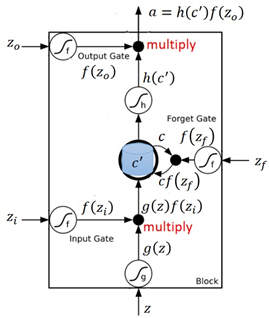 a = h(c′)f(z_o)
z_o
f
multiply
Output Gate
f(z_o)
h(c′)
h
Forget Gate
c
f(z_f)
c′
f
z_f
cf(z_f)
z_i
f
f(z_i)
g(z)f(z_i)
Input Gate
multiply
g(z)
g
Block
z